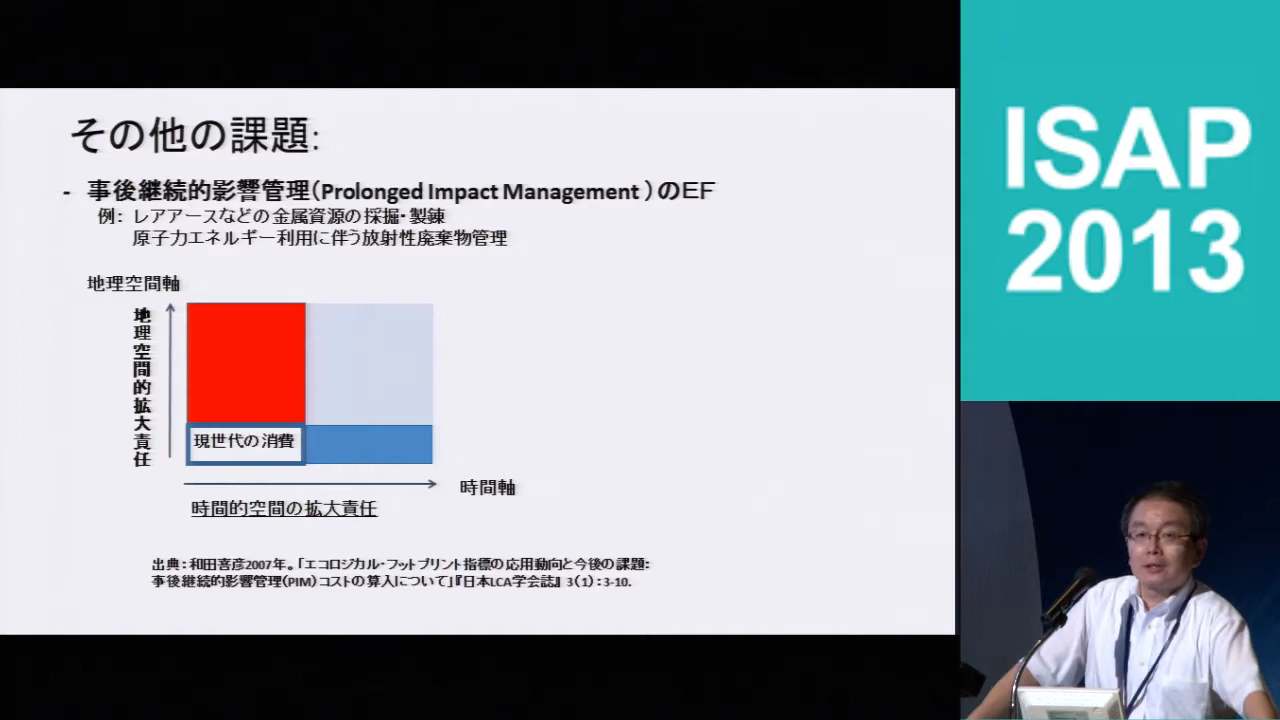 その他の課題:
- 事後継続的影響管理（Prolonged Impact Management ）のＥＦ
例： レアアースなどの金属資源の採掘・製錬
原子力エネルギー利用に伴う放射性廃棄物管理
地理空間軸
地理空間的拡大責任
現世代の消費
時間軸
時間的空間の拡大責任
出典：和田喜彦2007年。「エコロジカル・フットプリント指標の応用動向と今後の課題：
事後継続的影響管理（PIM）コストの算入について」『日本LCA学会誌』 3（1）：3-10.
ISAP
2013